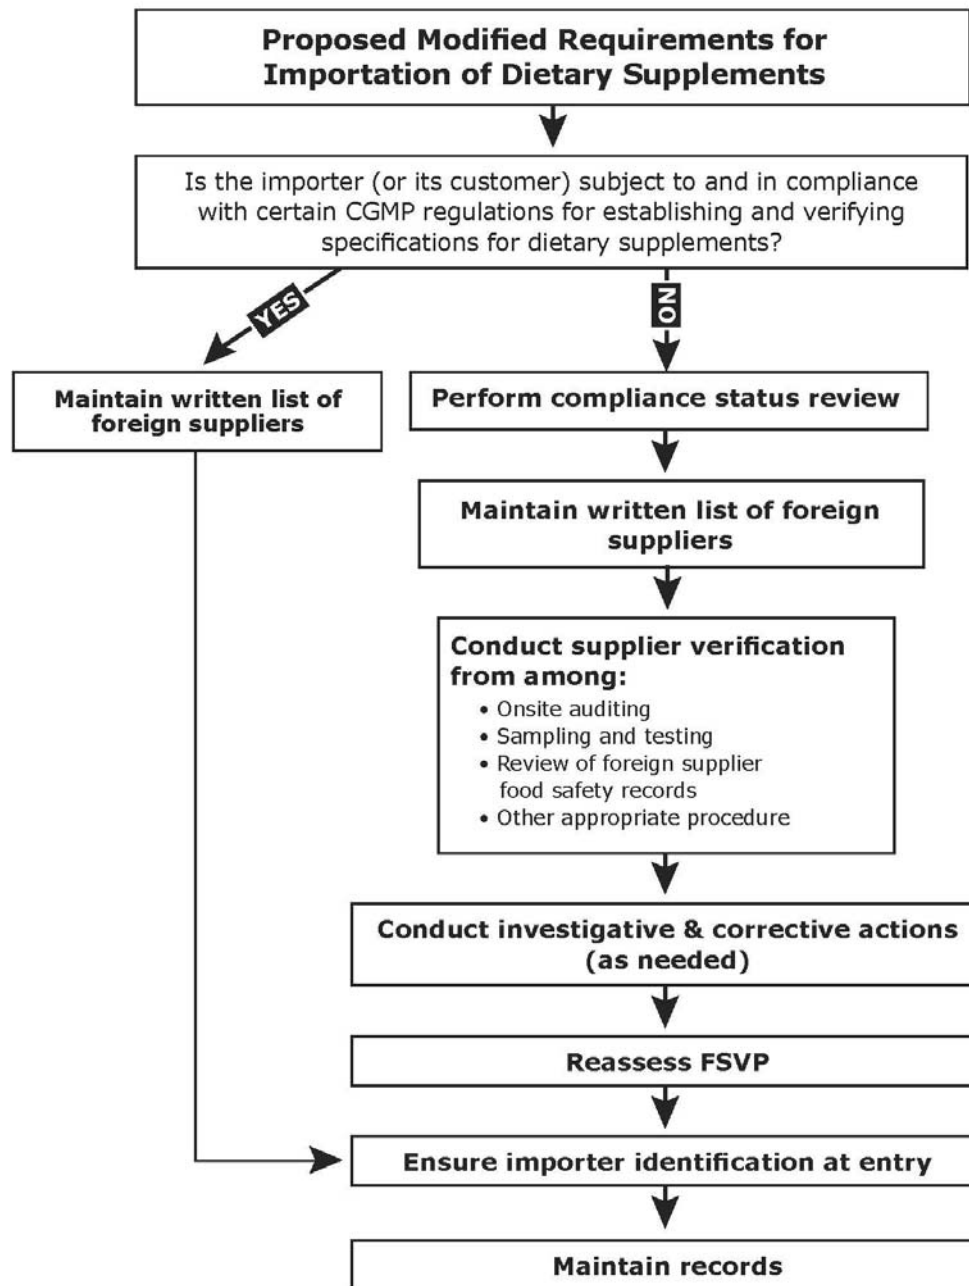 Proposed Modified Requirements for
Importation of Dietary Supplements
Is the importer (or its customer) subject to and in compliance
with certain CGMP regulations for establishing and verifying
specifications for dietary supplements?
YES
NO
Maintain written list of
foreign suppliers
Perform compliance status review
Maintain written list of foreign
suppliers
Conduct supplier verification
from among:
• Onsite auditing
• Sampling and testing
• Review of foreign supplier
food safety records
• Other appropriate procedure
Conduct investigative & corrective actions
(as needed)
Reassess FSVP
Ensure importer identification at entry
Maintain records